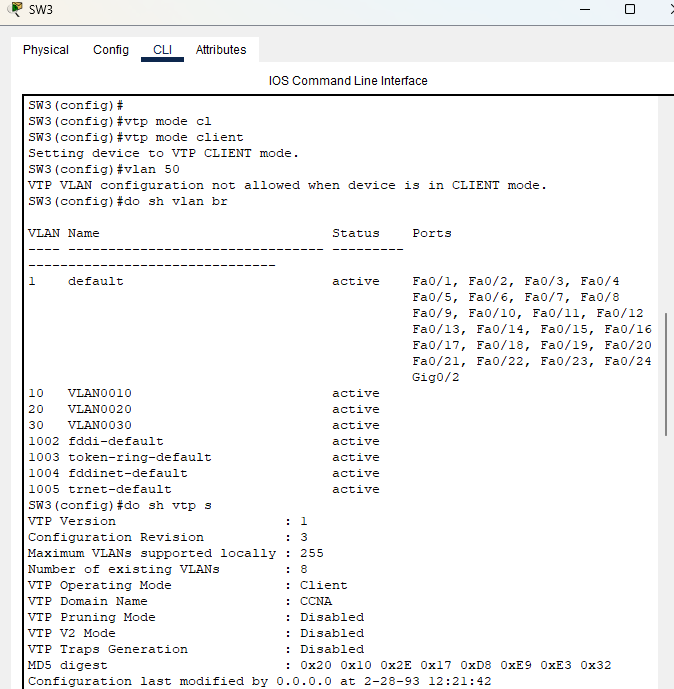 SW3
Physical Config CLI Attributes
IOS Command Line Interface
SW3(config)#
SW3(config)#vtp mode cl
SW3(config)#vtp mode client
Setting device to VTP CLIENT mode.
SW3(config)#vlan 50
VTP VLAN configuration not allowed when device is in CLIENT mode.
SW3(config)#do sh vlan br

VLAN Name                             Status    Ports
---- -------------------------------- ---------
-------------------------------
1    default                          active    Fa0/1, Fa0/2, Fa0/3, Fa0/4
                                                Fa0/5, Fa0/6, Fa0/7, Fa0/8
                                                Fa0/9, Fa0/10, Fa0/11, Fa0/12
                                                Fa0/13, Fa0/14, Fa0/15, Fa0/16
                                                Fa0/17, Fa0/18, Fa0/19, Fa0/20
                                                Fa0/21, Fa0/22, Fa0/23, Fa0/24
                                                Gig0/2
10   VLAN0010                         active
20   VLAN0020                         active
30   VLAN0030                         active
1002 fddi-default                     active
1003 token-ring-default               active
1004 fddinet-default                  active
1005 trnet-default                    active
SW3(config)#do sh vtp s
VTP Version                     : 1
Configuration Revision          : 3
Maximum VLANs supported locally : 255
Number of existing VLANs        : 8
VTP Operating Mode              : Client
VTP Domain Name                 : CCNA
VTP Pruning Mode                : Disabled
VTP V2 Mode                     : Disabled
VTP Traps Generation            : Disabled
MD5 digest                      : 0x20 0x10 0x2E 0x17 0xD8 0xE9 0xE3 0x32
Configuration last modified by 0.0.0.0 at 2-28-93 12:21:42